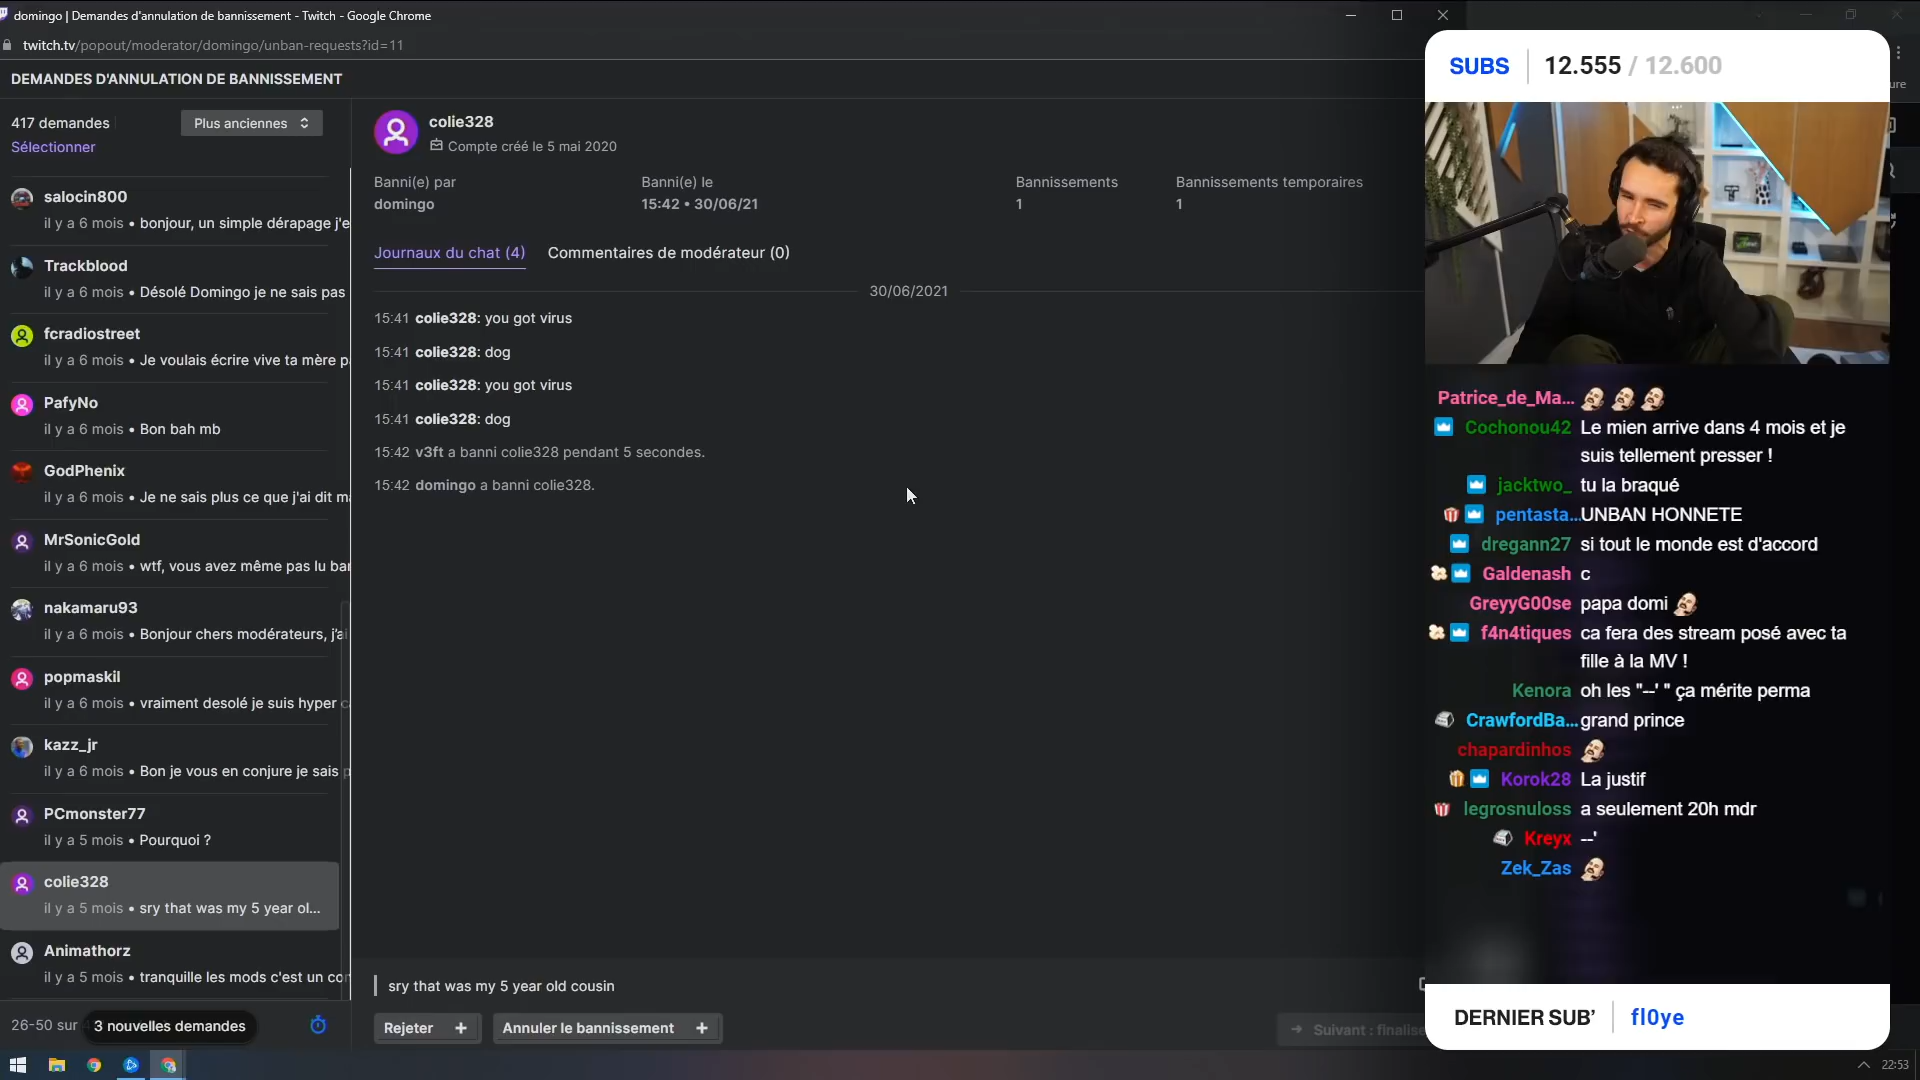 domingo | Demandes d'annulation de bannissement - Twitch - Google Chrome
twitch.tv/popout/moderator/domingo/unban-requests?id=11
DEMANDES D'ANNULATION DE BANNISSEMENT
417 demandes
Plus anciennes
Sélectionner
salocin800
il y a 6 mois • bonjour, un simple dérapage j'e
Trackblood
il y a 6 mois • Désolé Domingo je ne sais pas
fcradiostreet
il y a 6 mois • Je voulais écrire vive ta mère p
PafyNo
il y a 6 mois • Bon bah mb
GodPhenix
il y a 6 mois • Je ne sais plus ce que j'ai dit m
MrSonicGold
il y a 6 mois • wtf, vous avez même pas lu ba
nakamaru93
il y a 6 mois • Bonjour chers modérateurs, j'ai
popmaskil
il y a 6 mois • vraiment desolé je suis hyper c
kazz_jr
il y a 6 mois • Bon je vous en conjure je sais p
PCmonster77
il y a 5 mois • Pourquoi ?
colie328
il y a 5 mois • sry that was my 5 year ol...
Animathorz
il y a 5 mois • tranquille les mods c'est un con
26-50 sur
3 nouvelles demandes
colie328
Compte créé le 5 mai 2020
Banni(e) par
domingo
Banni(e) le
15:42 • 30/06/21
Bannissements
1
Bannissements temporaires
1
Journaux du chat (4)
Commentaires de modérateur (0)
30/06/2021
15:41 colie328: you got virus
15:41 colie328: dog
15:41 colie328: you got virus
15:41 colie328: dog
15:42 v3ft a banni colie328 pendant 5 secondes.
15:42 domingo a banni colie328.
sry that was my 5 year old cousin
Rejeter +
Annuler le bannissement +
→ Suivant : finalise
SUBS 12.555 / 12.600
ure
Patrice_de_Ma...
Cochonou42 Le mien arrive dans 4 mois et je
suis tellement presser !
jacktwo_ tu la braqué
pentasta... UNBAN HONNETE
dregann27 si tout le monde est d'accord
Galdenash c
GreyyG00se papa domi
f4n4tiques ca fera des stream posé avec ta
fille à la MV !
Kenora oh les "--' " ça mérite perma
CrawfordBa... grand prince
chapardinhos
Korok28 La justif
legrosnuloss a seulement 20h mdr
Kreyx --'
Zek_Zas
DERNIER SUB' fl0ye
22:53